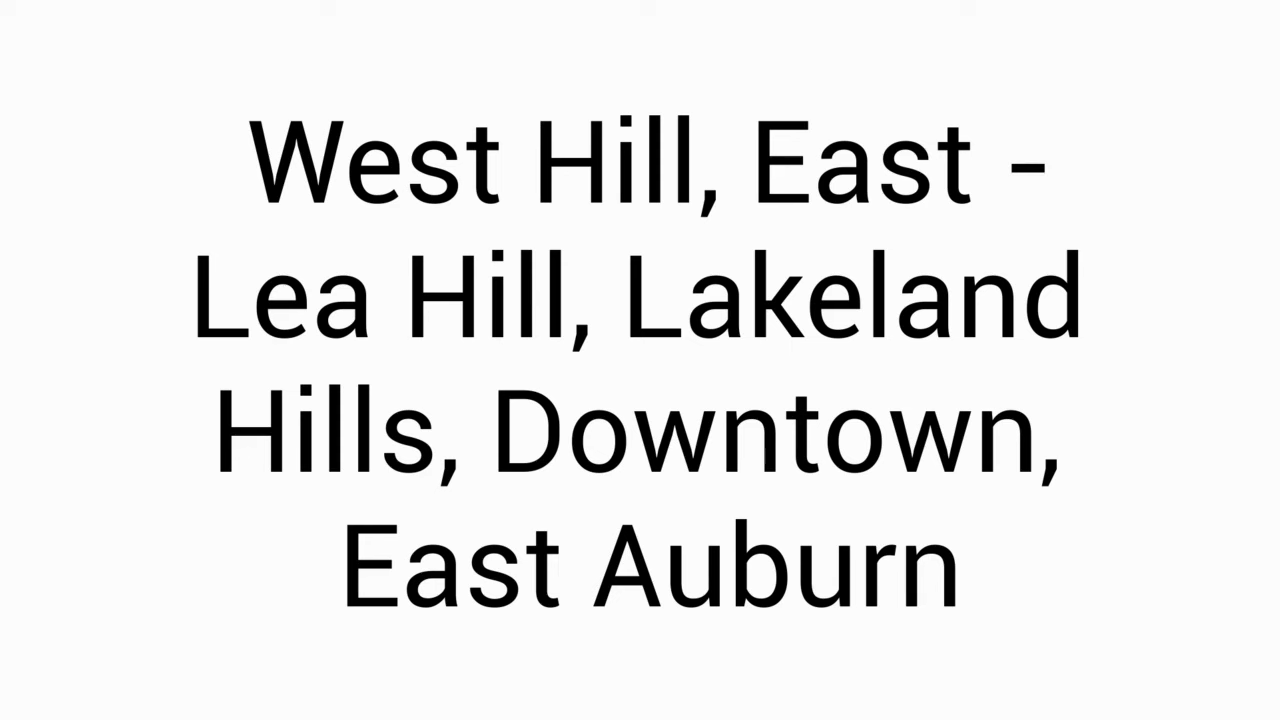 West Hill, East -
Lea Hill, Lakeland
Hills, Downtown,
East Auburn